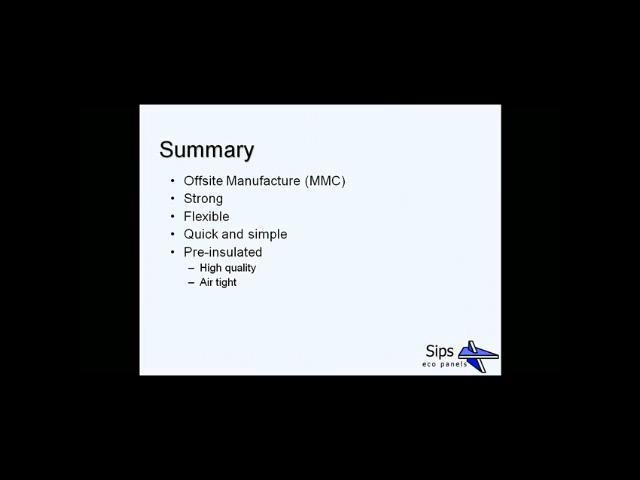 Summary
• Offsite Manufacture (MMC)
• Strong
• Flexible
• Quick and simple
• Pre-insulated
– High quality
– Air tight
Sips
eco panels